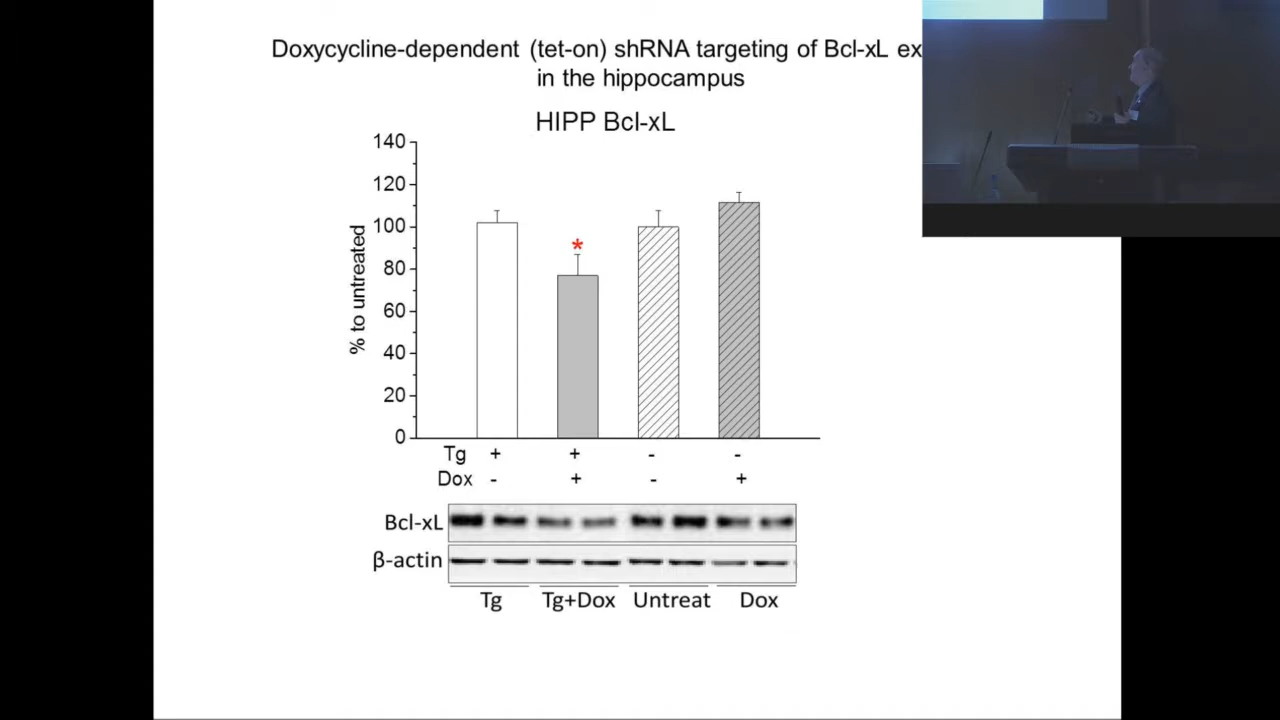 Doxycycline-dependent (tet-on) shRNA targeting of Bcl-xL ex
in the hippocampus
HIPP Bcl-xL
% to untreated
140
120
100
80
60
40
20
0
*
Tg + + - -
Dox - + - +
Bcl-xL
β-actin
Tg Tg+Dox Untreat Dox